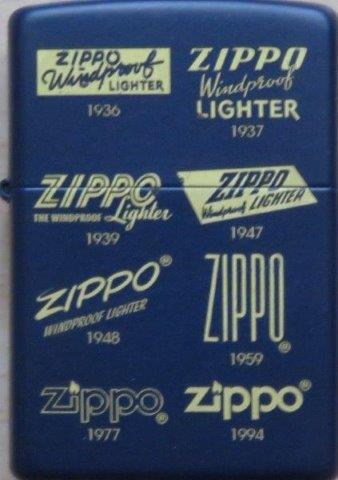 ZIPPO
Windproof
LIGHTER
1936
ZIPPO
Windproof
LIGHTER
1937
ZIPPO
THE WINDPROOF Lighter
1939
ZIPPO
Windproof LIGHTER
1947
ZIPPO®
WINDPROOF LIGHTER
1948
ZIPPO®
1959
zippo®
1977
zippo®
1994